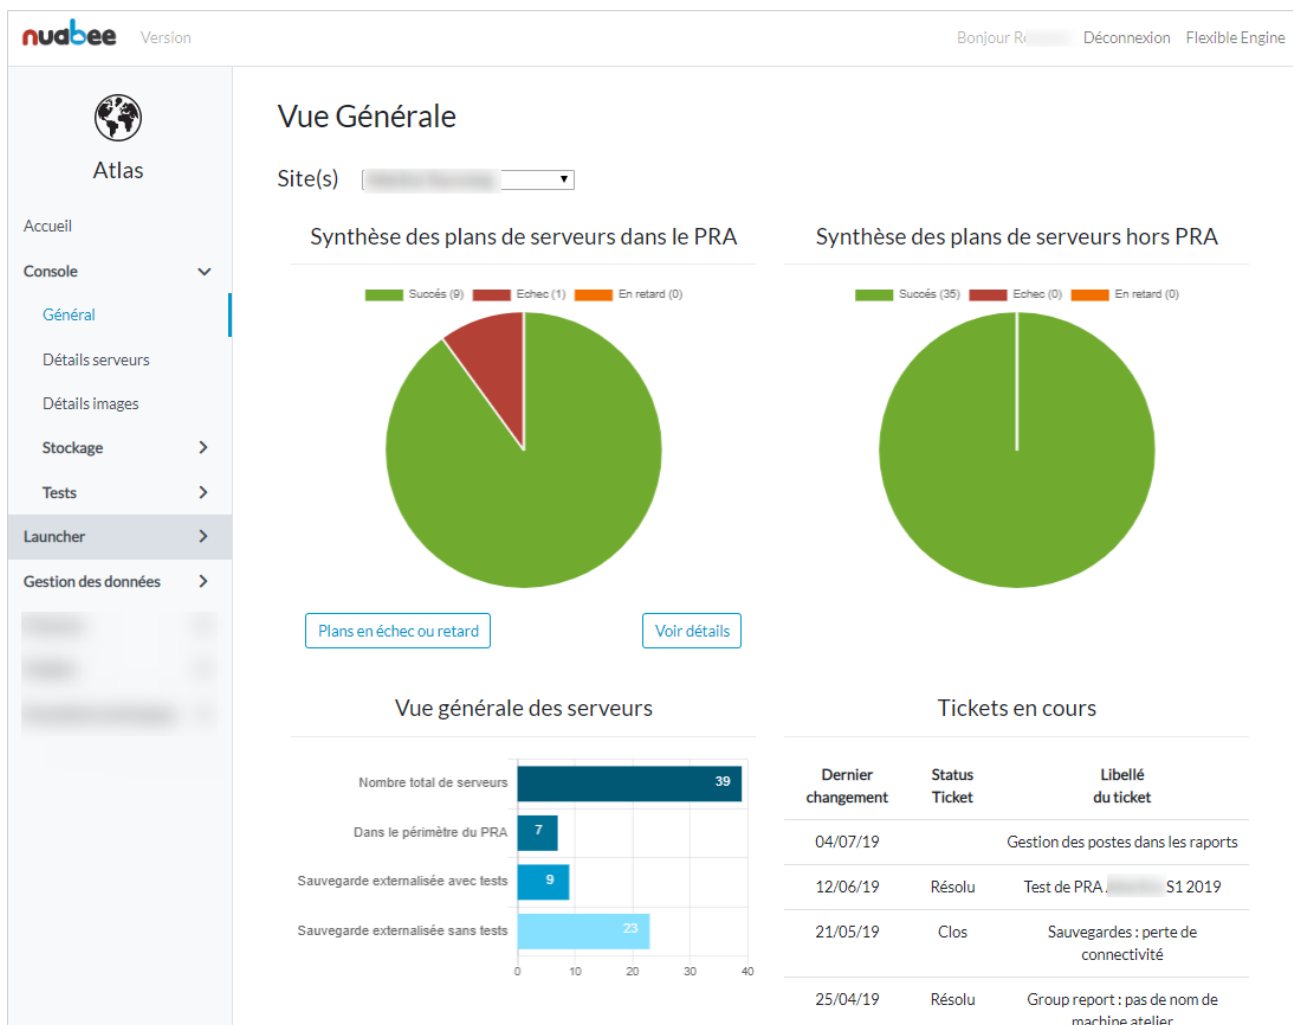 nuabee Version Bonjour Déconnexion Flexible Engine
Atlas
Accueil
Console
Général
Détails serveurs
Détails images
Stockage
Tests
Launcher
Gestion des données
Vue Générale
Site(s)
Synthèse des plans de serveurs dans le PRA
Succés (9) Echec (1) En retard (0)
Plans en échec ou retard Voir détails
Synthèse des plans de serveurs hors PRA
Succés (35) Echec (0) En retard (0)
Vue générale des serveurs
Nombre total de serveurs 39
Dans le périmètre du PRA 7
Sauvegarde externalisée avec tests 9
Sauvegarde externalisée sans tests 23
0 10 20 30 40
Tickets en cours
Dernier Status Libellé
changement Ticket du ticket
04/07/19 Gestion des postes dans les raports
12/06/19 Résolu Test de PRA S1 2019
21/05/19 Clos Sauvegardes : perte de
connectivité
25/04/19 Résolu Group report : pas de nom de
machine atelier